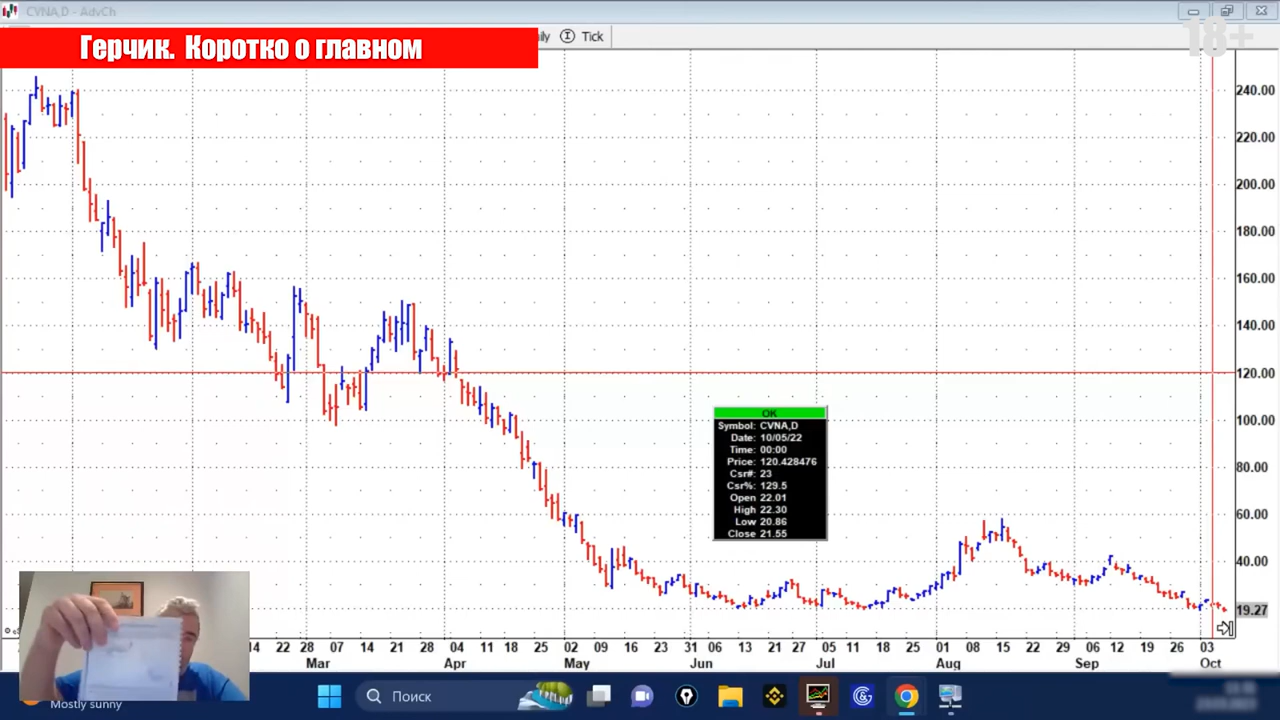 CVNA,D - AdvCh
Герчик. Коротко о главном
Tick
18+
240.00
220.00
200.00
180.00
160.00
140.00
120.00
100.00
80.00
60.00
40.00
19.27
OK
Symbol: CVNA,D
Date: 10/05/22
Time: 00:00
Price: 120.428476
Csr#: 23
Csr%: 129.5
Open 22.01
High 22.30
Low 20.86
Close 21.55
22 28 07 14 21 28 04 11 18 25 02 09 16 23 31 06 13 21 27 05 11 18 25 01 08 15 22 29 06 12 19 26 03
Mar Apr May Jun Jul Aug Sep Oct
Поиск
Mostly sunny